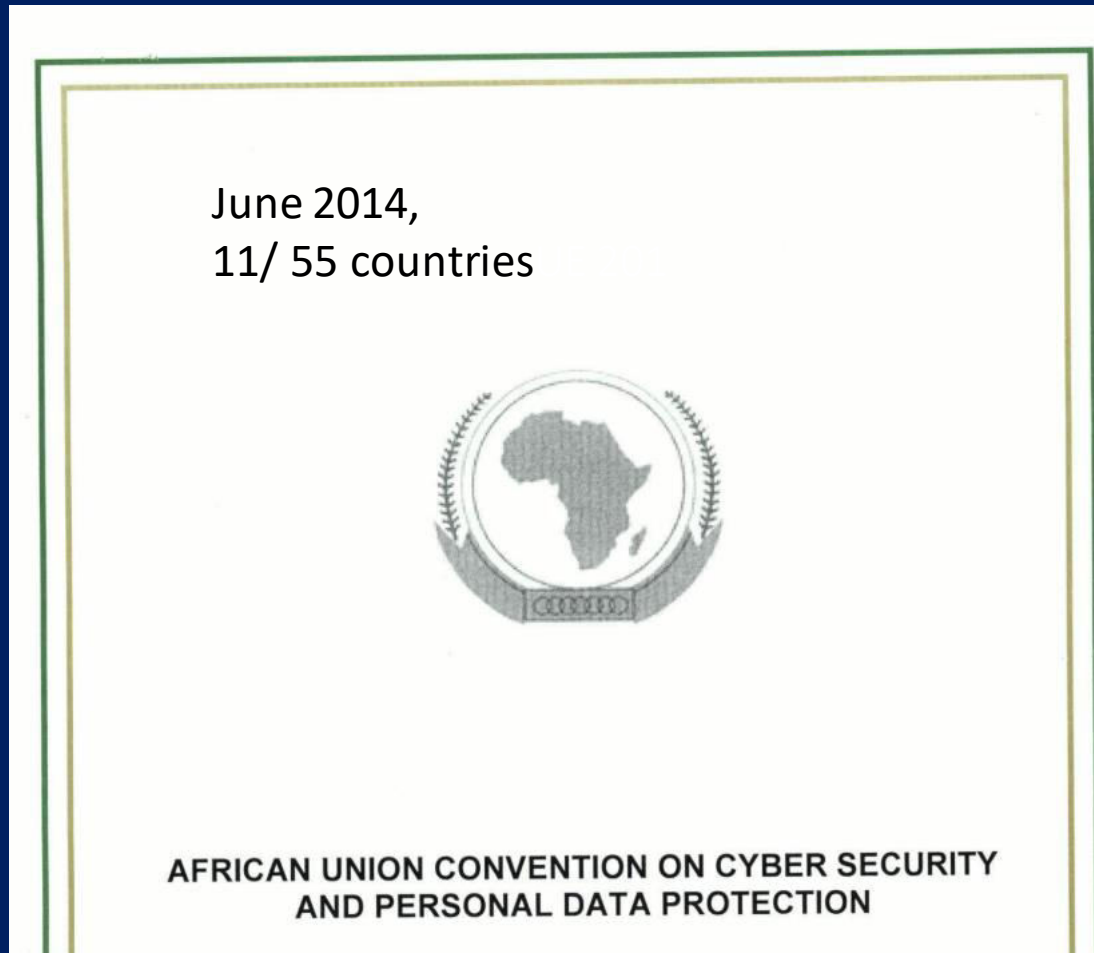 June 2014,
11/ 55 countries
AFRICAN UNION CONVENTION ON CYBER SECURITY
AND PERSONAL DATA PROTECTION